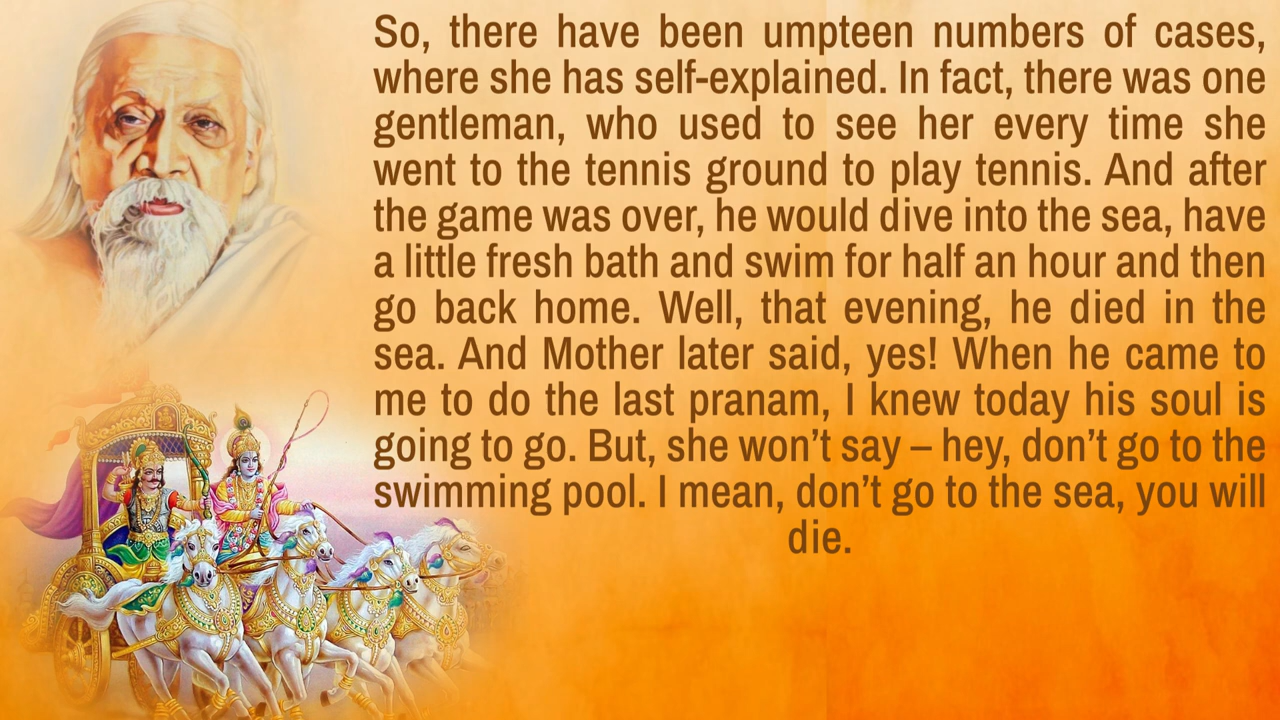 So, there have been umpteen numbers of cases,
where she has self-explained. In fact, there was one
gentleman, who used to see her every time she
went to the tennis ground to play tennis. And after
the game was over, he would dive into the sea, have
a little fresh bath and swim for half an hour and then
go back home. Well, that evening, he died in the
sea. And Mother later said, yes! When he came to
me to do the last pranam, I knew today his soul is
going to go. But, she won’t say – hey, don’t go to the
swimming pool. I mean, don’t go to the sea, you will
die.